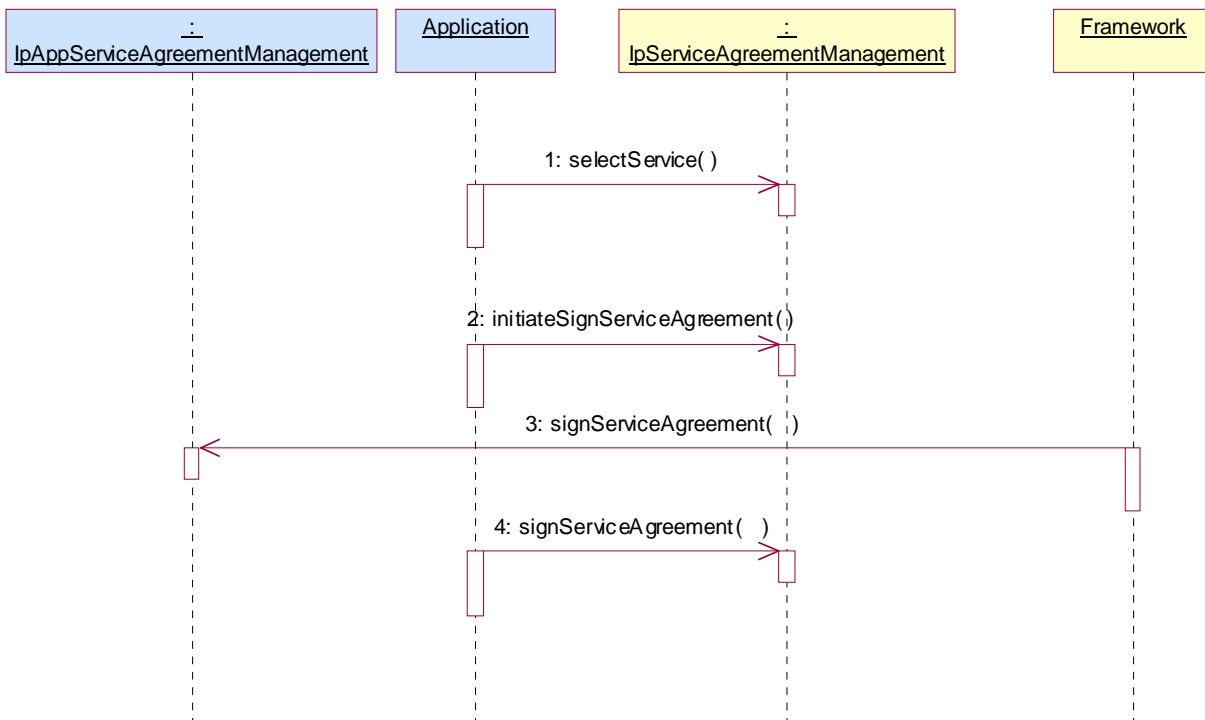 :
IpAppServiceAgreementManagement
Application
:
IpServiceAgreementManagement
Framework
1: selectService( )
2: initiateSignServiceAgreement( )
3: signServiceAgreement( )
4: signServiceAgreement( )